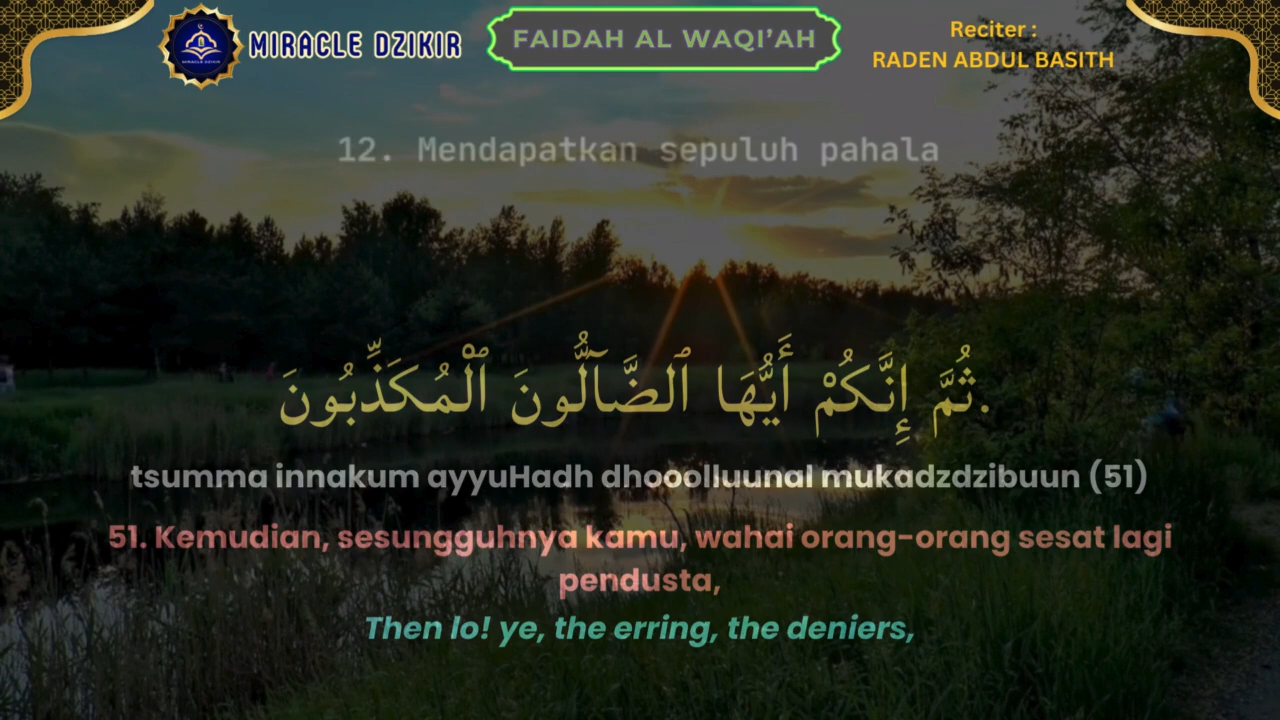 MIRACLE DZIKIR
FAIDAH AL WAQI’AH
Reciter :
RADEN ABDUL BASITH
12. Mendapatkan sepuluh pahala
ثُمَّ إِنَّكُمْ أَيُّهَا ٱلضَّآلُّونَ ٱلْمُكَذِّبُونَ.
tsumma innakum ayyuHadh dhooolluunal mukadzdzibuun (51)
51. Kemudian, sesungguhnya kamu, wahai orang-orang sesat lagi
pendusta,
Then lo! ye, the erring, the deniers,